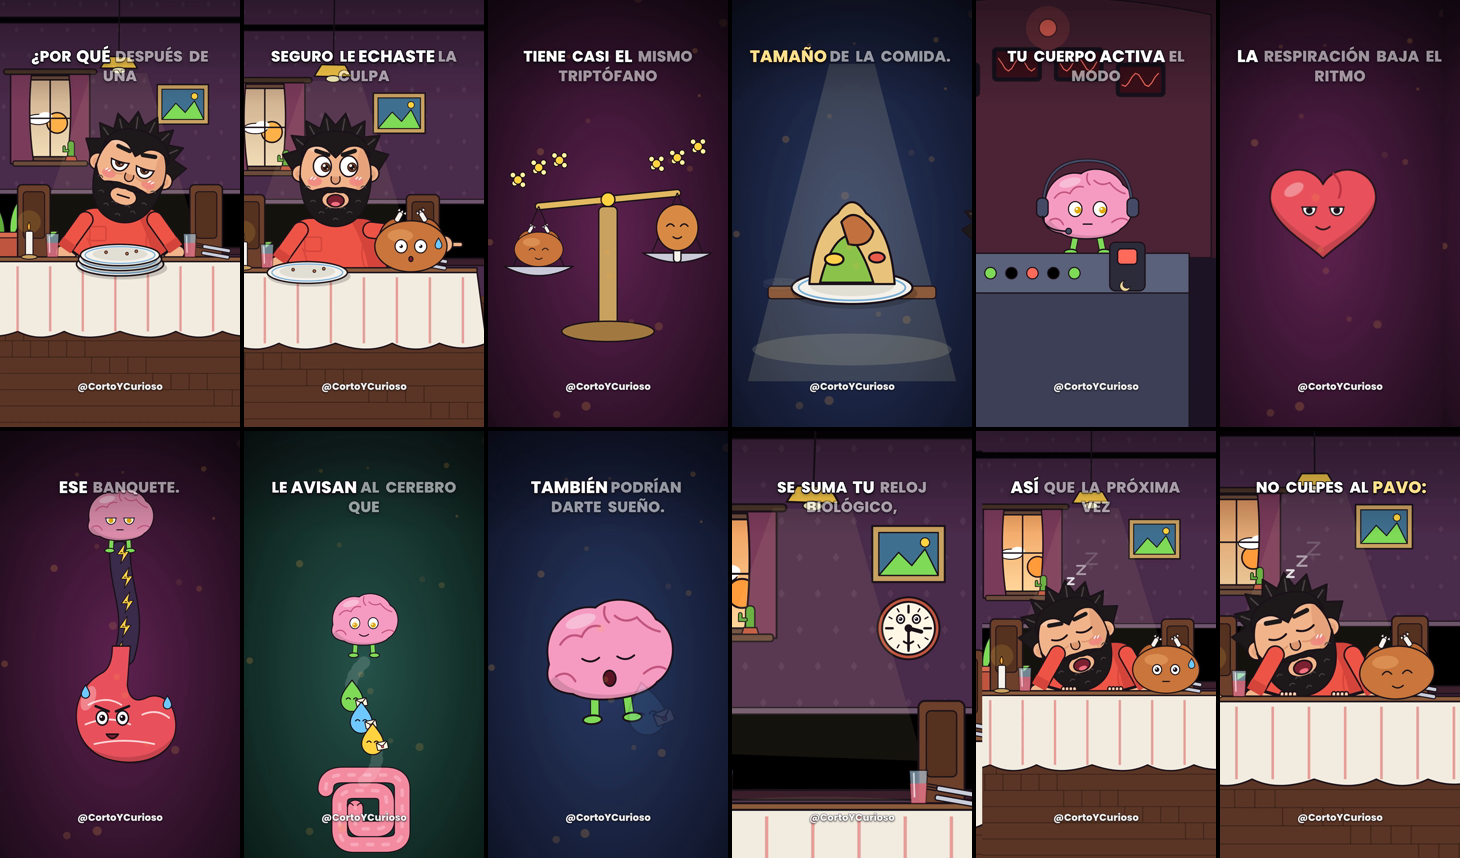 ¿POR QUÉ DESPUÉS DE
UNA
@CortoYCurioso
SEGURO LE ECHASTE LA
CULPA
@CortoYCurioso
TIENE CASI EL MISMO
TRIPTÓFANO
@CortoYCurioso
TAMAÑO DE LA COMIDA.
@CortoYCurioso
TU CUERPO ACTIVA EL
MODO
@CortoYCurioso
LA RESPIRACIÓN BAJA EL
RITMO
@CortoYCurioso
ESE BANQUETE.
@CortoYCurioso
LE AVISAN AL CEREBRO
QUE
@CortoYCurioso
TAMBIÉN PODRÍAN
DARTE SUEÑO.
@CortoYCurioso
SE SUMA TU RELOJ
BIOLÓGICO,
@CortoYCurioso
ASÍ QUE LA PRÓXIMA
VEZ
z z z
@CortoYCurioso
NO CULPES AL PAVO:
z z z
@CortoYCurioso